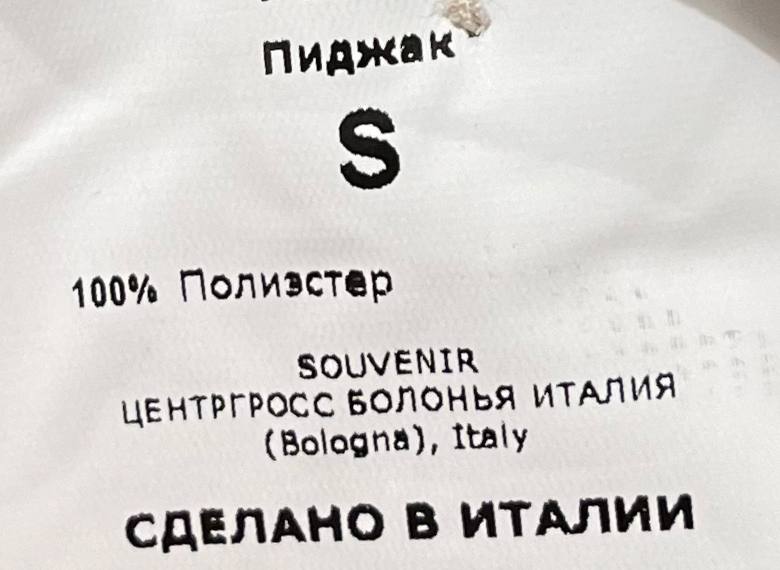 Пиджак
S
100% Полиэстер
SOUVENIR
ЦЕНТРГРОСС БОЛОНЬЯ ИТАЛИЯ
(Bologna), Italy
СДЕЛАНО В ИТАЛИИ